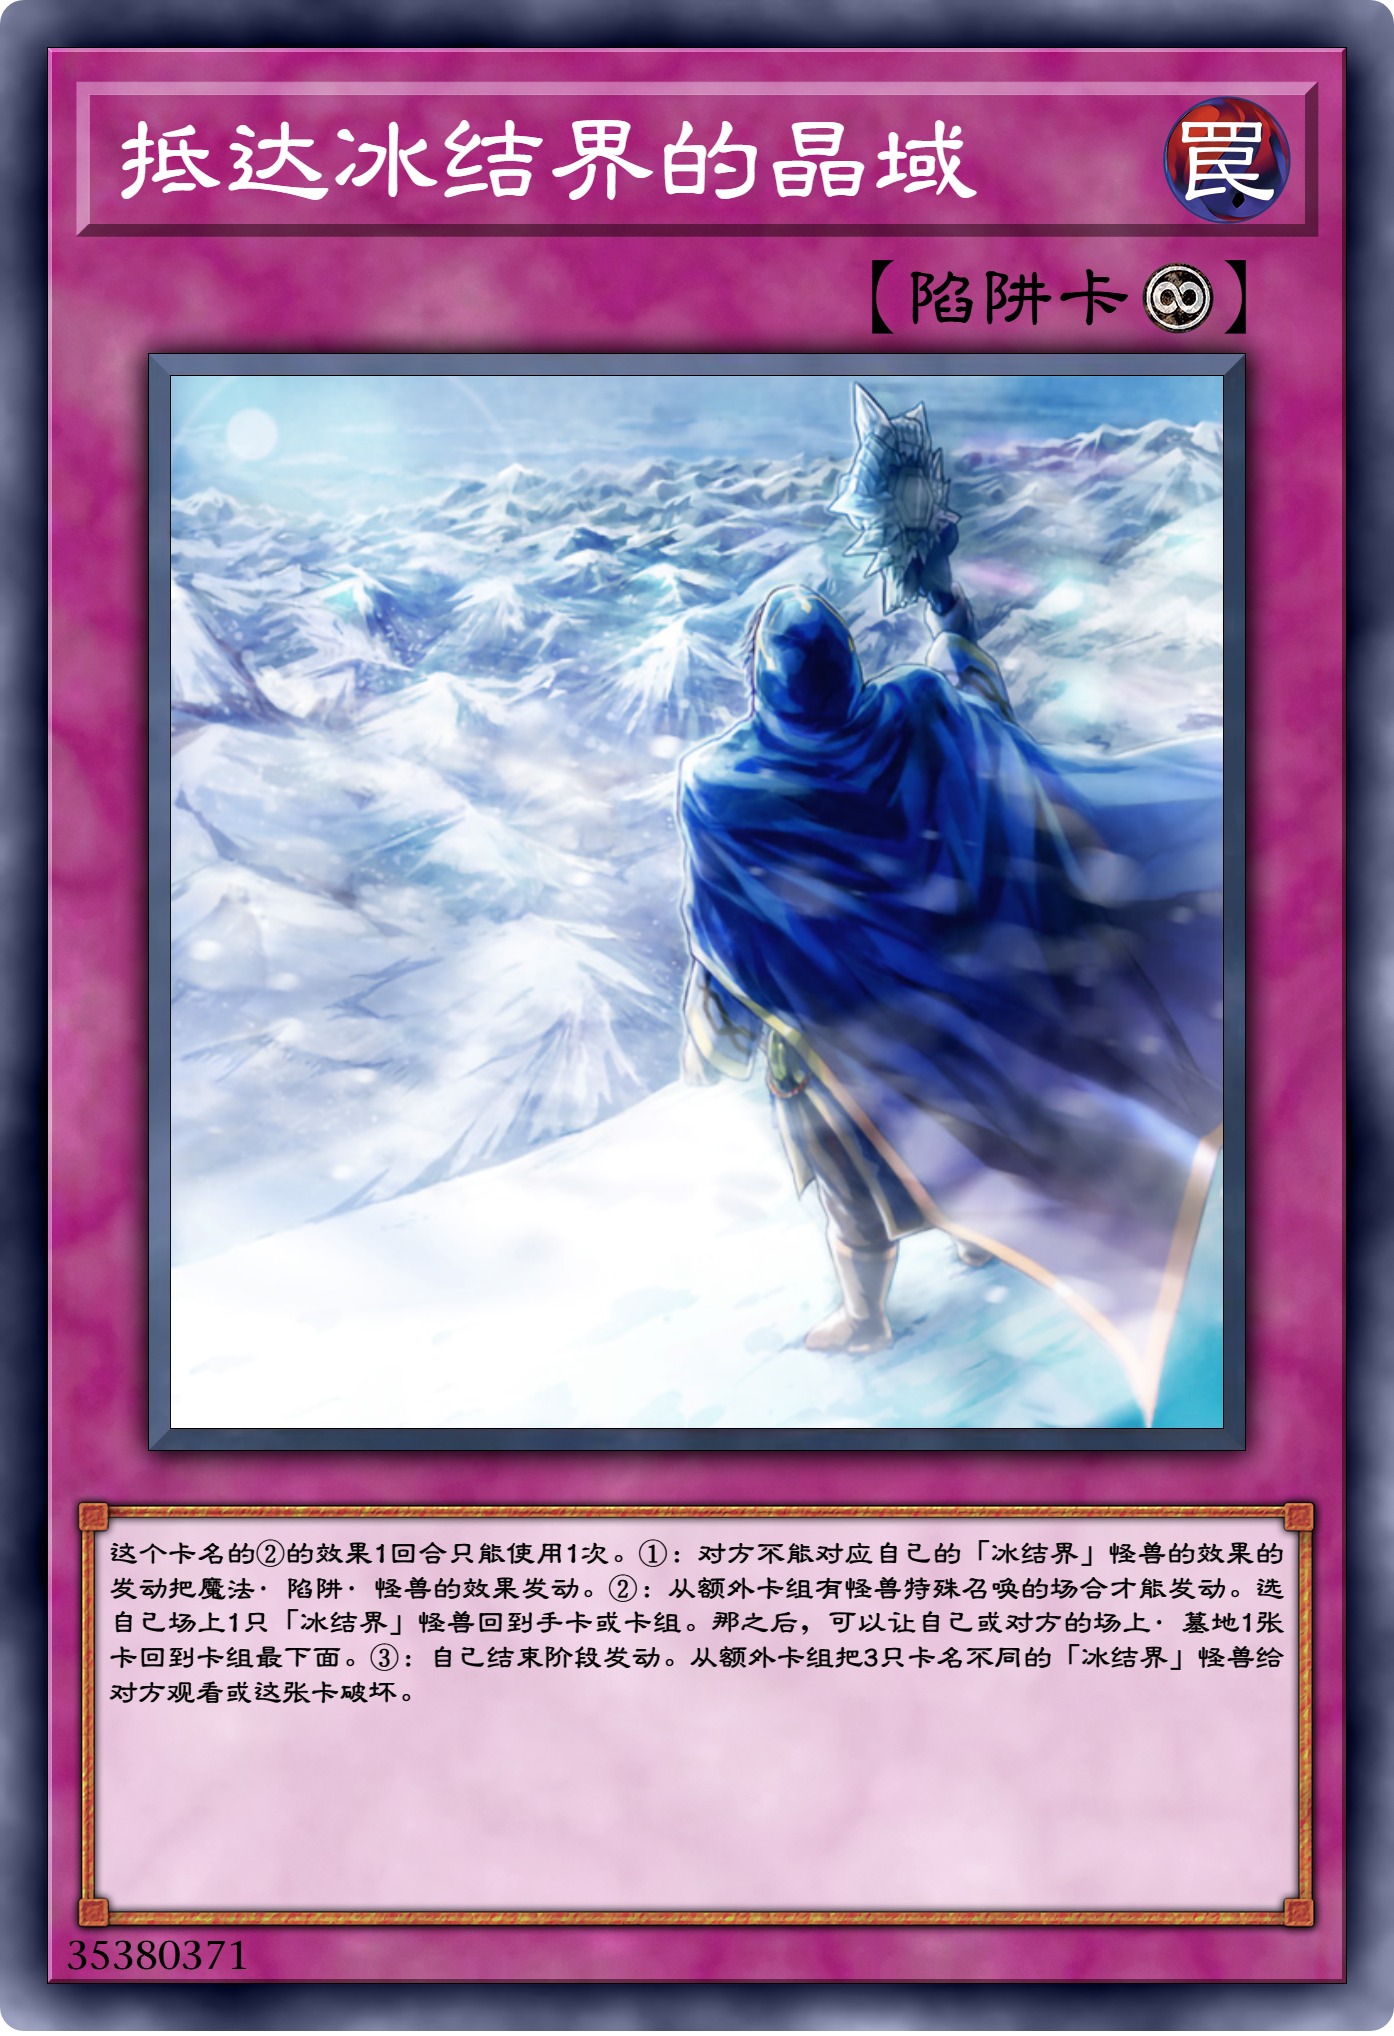 抵达冰结界的晶域
罠
【陷阱卡】
这个卡名的②的效果1回合只能使用1次。①：对方不能对应自己的「冰结界」怪兽的效果的
发动把魔法·陷阱·怪兽的效果发动。②：从额外卡组有怪兽特殊召唤的场合才能发动。选
自己场上1只「冰结界」怪兽回到手卡或卡组。那之后，可以让自己或对方的场上·墓地1张
卡回到卡组最下面。③：自己结束阶段发动。从额外卡组把3只卡名不同的「冰结界」怪兽给
对方观看或这张卡破坏。
35380371